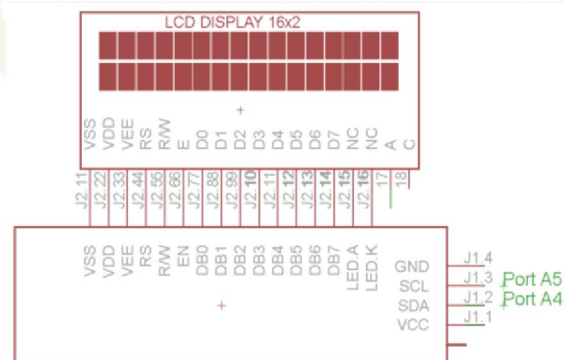 LCD DISPLAY 16x2
VSS VDD VEE RS R/W E D0 D1 D2 D3 D4 D5 D6 D7 NC NC A C
J2.11 J2.22 J2.33 J2.44 J2.55 J2.66 J2.77 J2.88 J2.99 J2.10 J2.11 J2.12 J2.13 J2.14 J2.15 J2.16 17 18
VSS VDD VEE RS R/W EN DB0 DB1 DB2 DB3 DB4 DB5 DB6 DB7 LED.A LED.K
GND J1.4
SCL J1.3 Port A5
SDA J1.2 Port A4
VCC J1.1